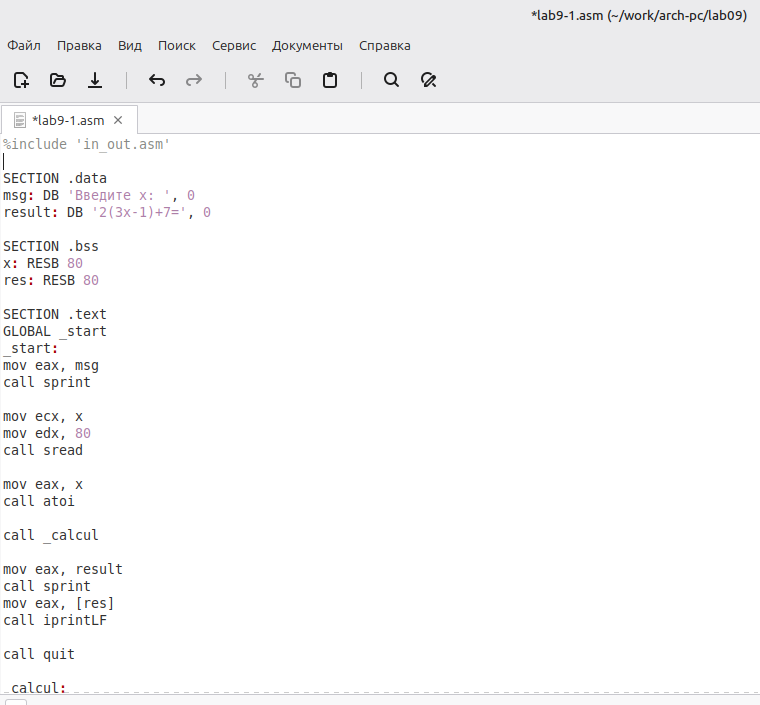 *lab9-1.asm (~/work/arch-pc/lab09)
Файл Правка Вид Поиск Сервис Документы Справка
*lab9-1.asm
%include 'in_out.asm'
SECTION .data
msg: DB 'Введите x: ', 0
result: DB '2(3x-1)+7=', 0
SECTION .bss
x: RESB 80
res: RESB 80
SECTION .text
GLOBAL _start
_start:
mov eax, msg
call sprint
mov ecx, x
mov edx, 80
call sread
mov eax, x
call atoi
call _calcul
mov eax, result
call sprint
mov eax, [res]
call iprintLF
call quit
_calcul: